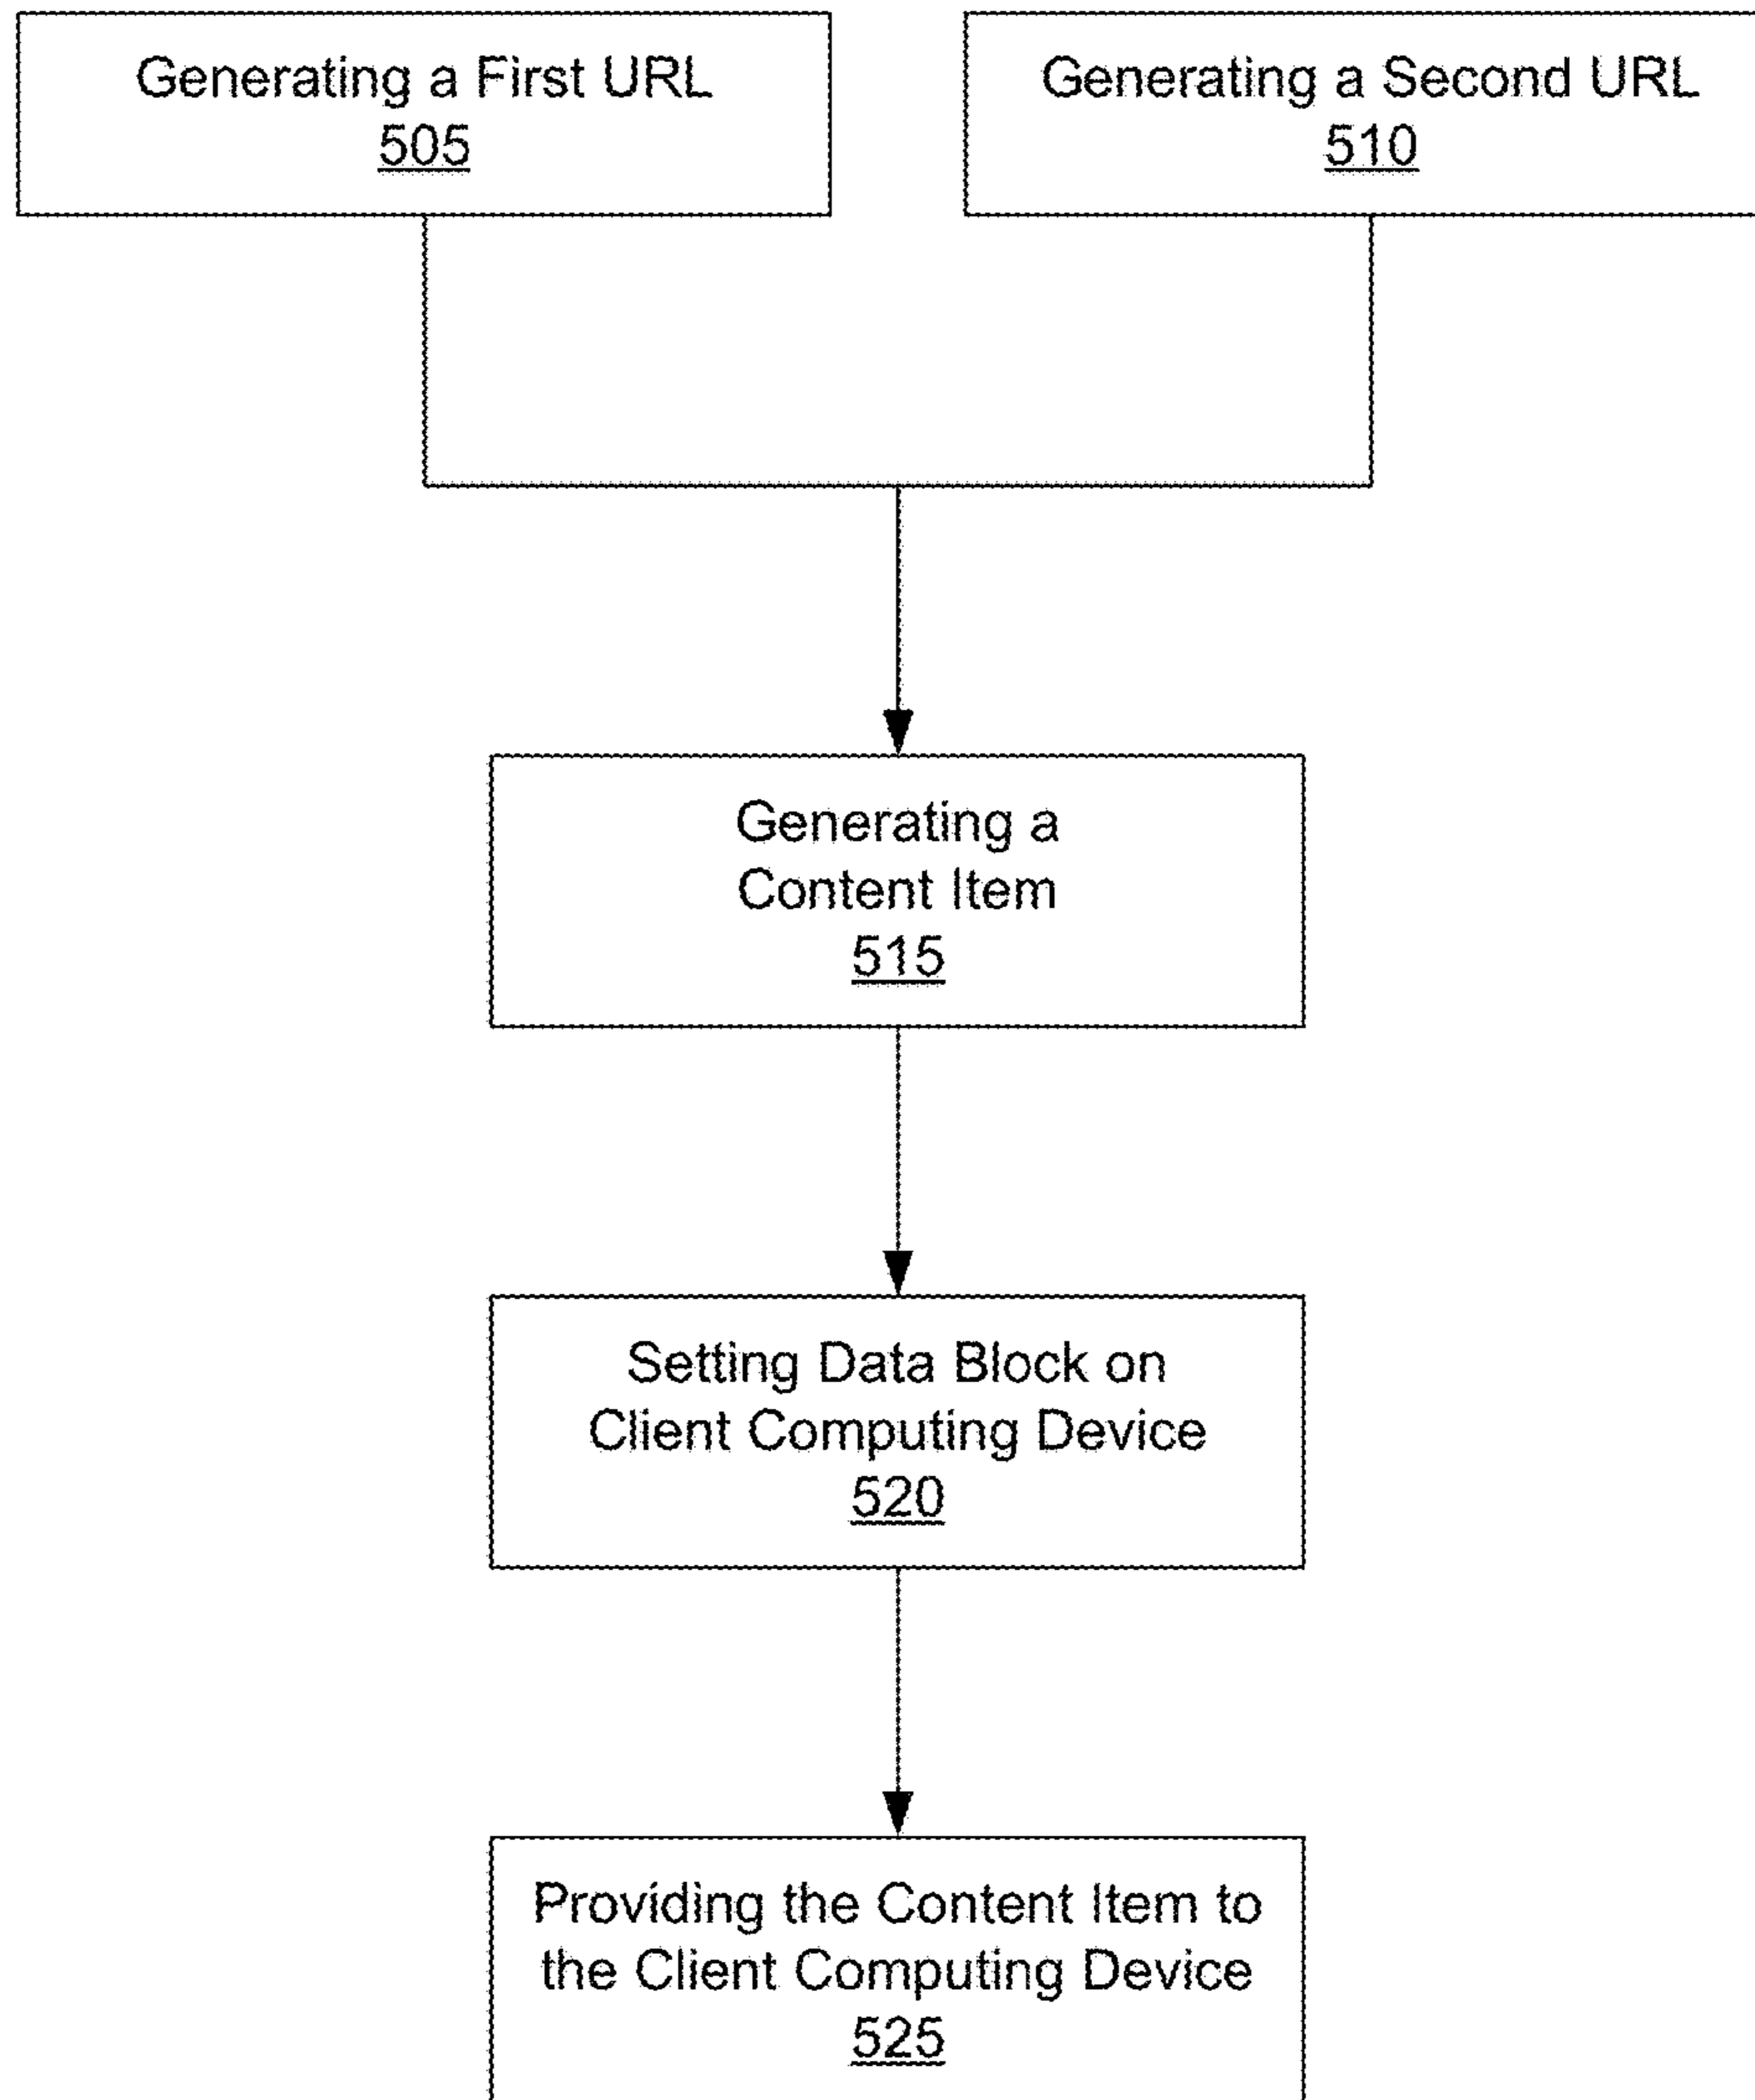 Generating a First URL
505
Generating a Second URL
510
Generating a
Content Item
515
Setting Data Block on
Client Computing Device
520
Providing the Content Item to
the Client Computing Device
525